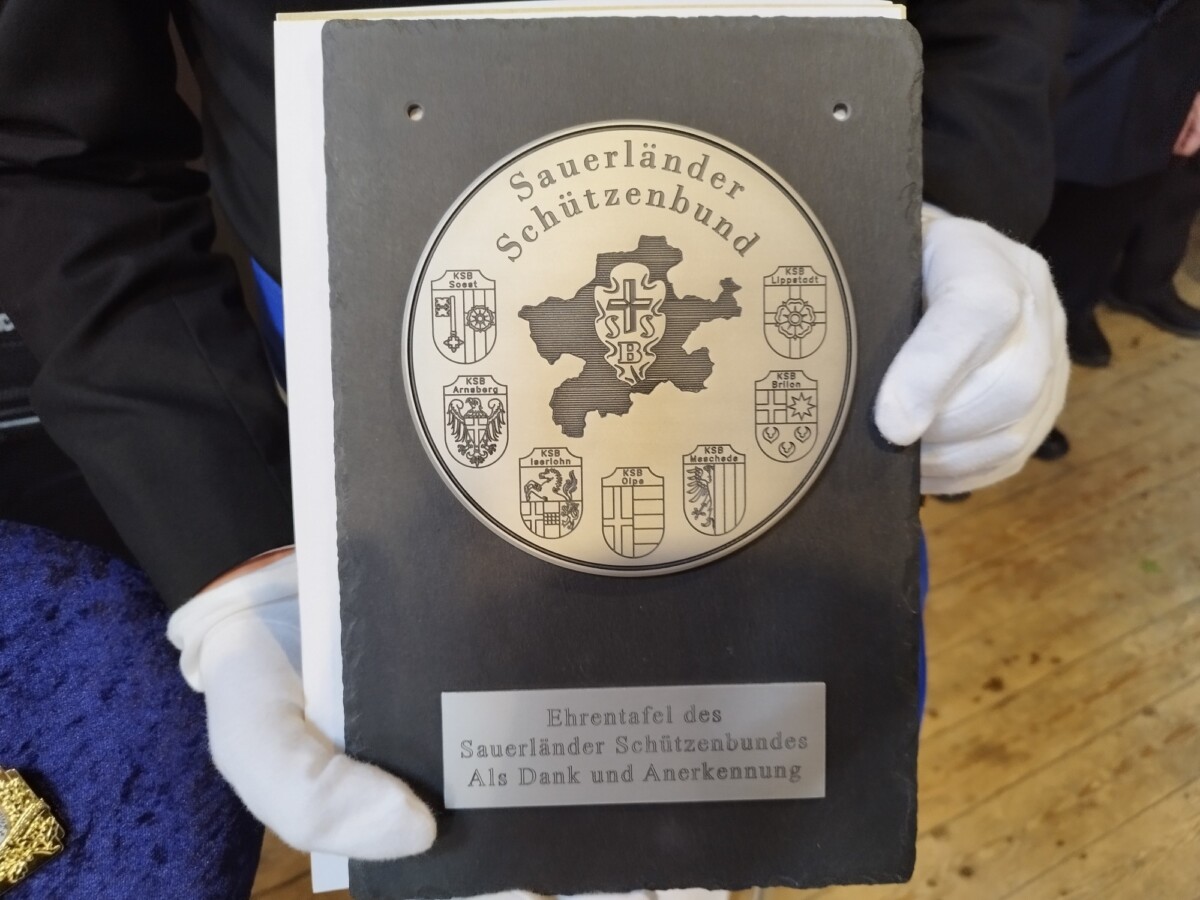 Sauerländer
Schützenbund
KSB
Soest
KSB
Lippstadt
S S
B
KSB
Arnsberg
KSB
Brilon
KSB
Iserlohn
KSB
Olpe
KSB
Meschede
Ehrentafel des
Sauerländer Schützenbundes
Als Dank und Anerkennung